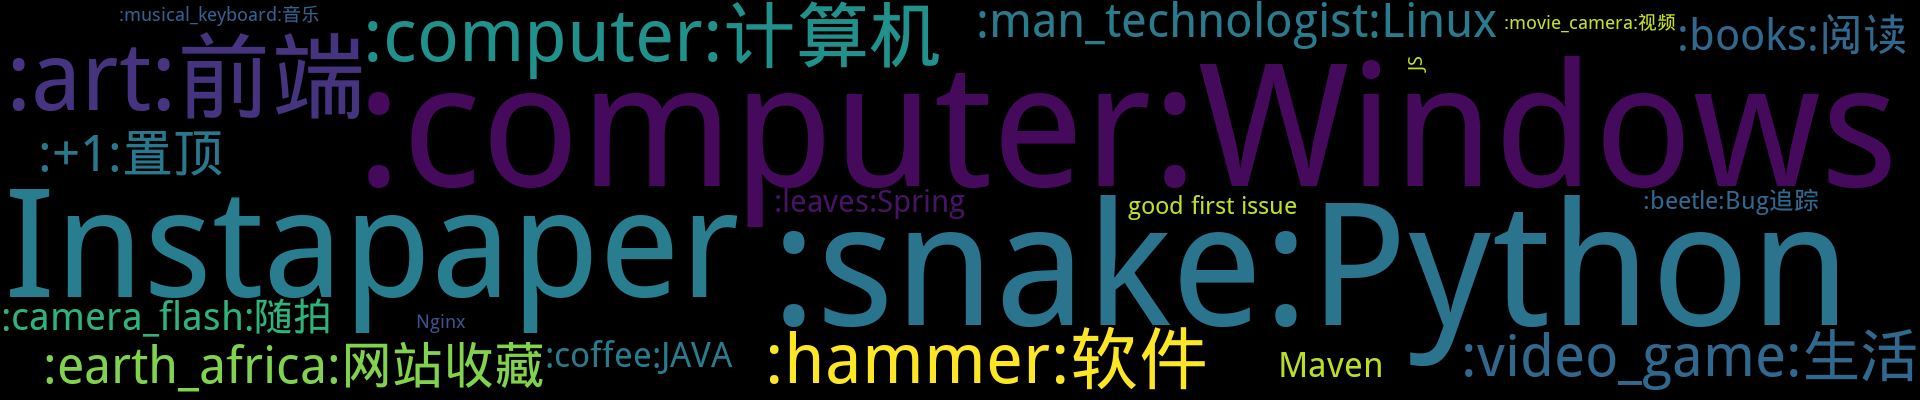 :musical_keyboard:音乐
:art:前端
:computer:计算机
:man_technologist:Linux
:movie_camera:视频
:books:阅读
JS
:+1:置顶
:computer:Windows
Instapaper
:leaves:Spring
good first issue
:beetle:Bug追踪
:snake:Python
:camera_flash:随拍
Nginx
:earth_africa:网站收藏
:coffee:JAVA
:hammer:软件
Maven
:video_game:生活